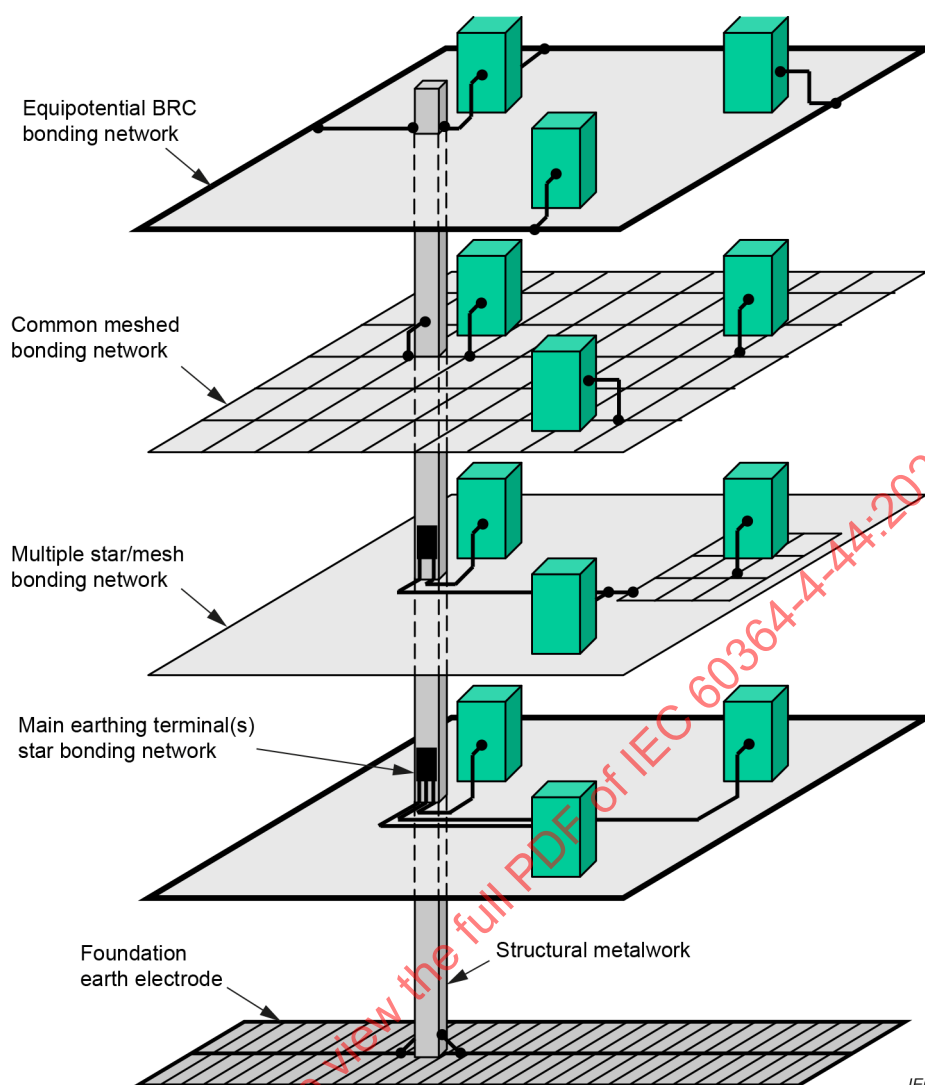 Equipotential BRC
bonding network
Common meshed
bonding network
Multiple star/mesh
bonding network
Main earthing terminal(s)
star bonding network
Foundation
earth electrode
Structural metalwork
view the full PDF of IEC 60364-4-44:202